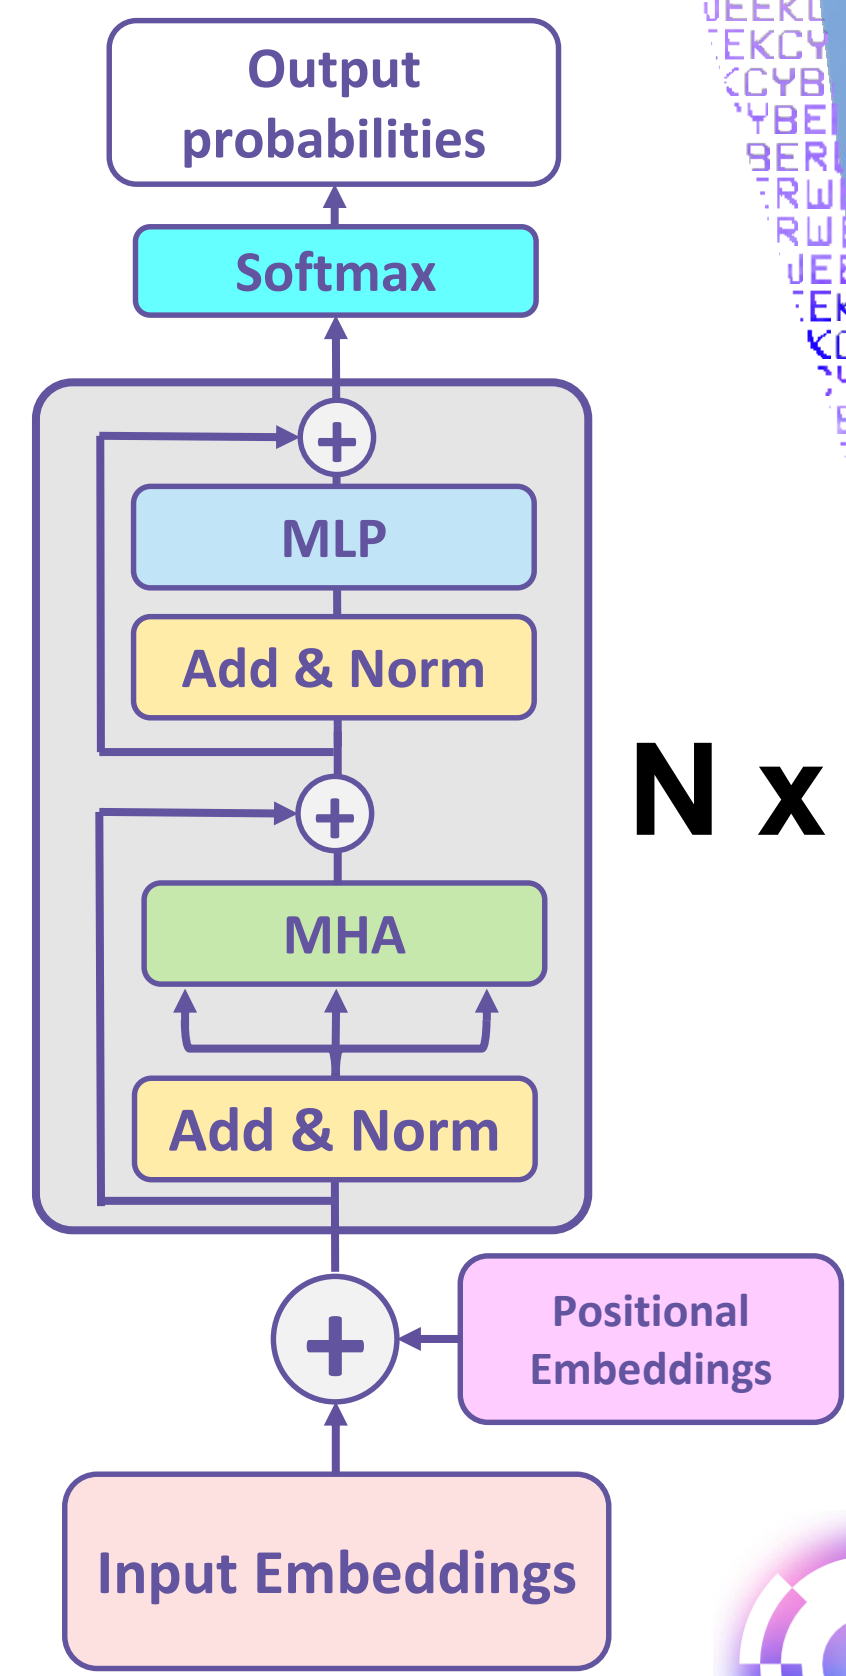 Output
probabilities
Softmax
+
MLP
Add & Norm
+
N x
MHA
Add & Norm
+
Positional
Embeddings
Input Embeddings